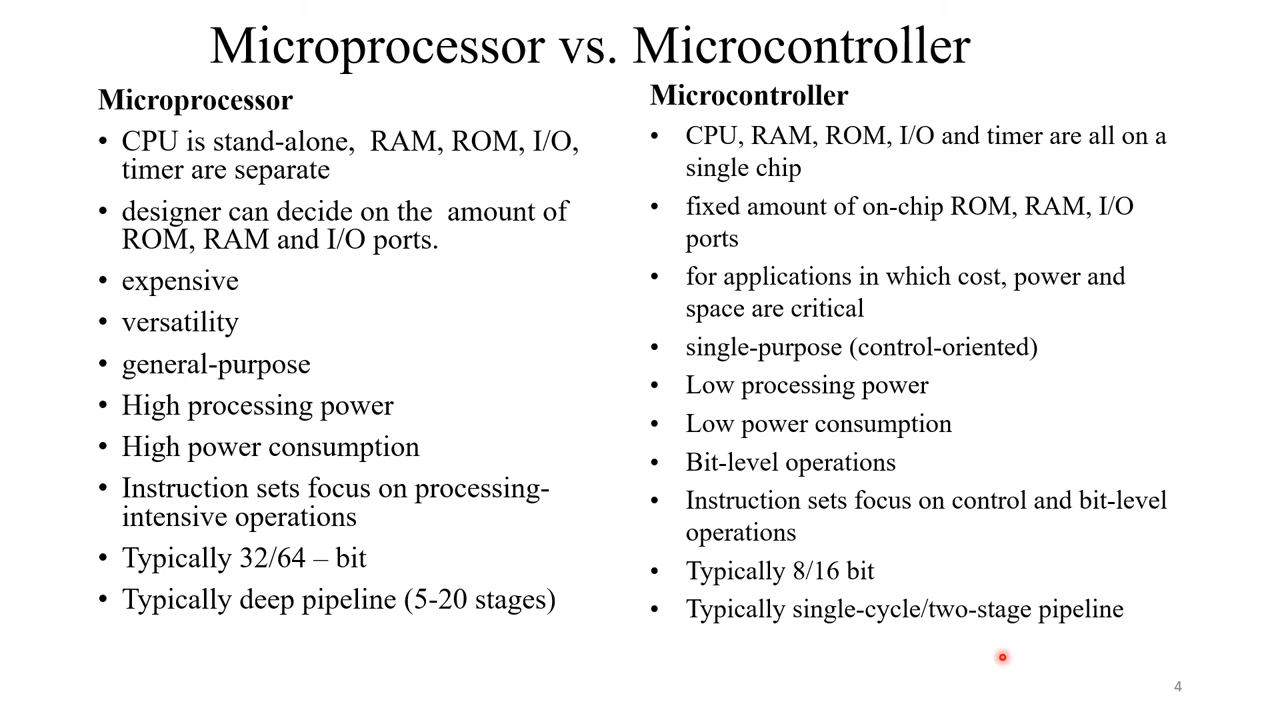 Microprocessor vs. Microcontroller
Microprocessor
• CPU is stand-alone, RAM, ROM, I/O,
timer are separate
• designer can decide on the amount of
ROM, RAM and I/O ports.
• expensive
• versatility
• general-purpose
• High processing power
• High power consumption
• Instruction sets focus on processing-
intensive operations
• Typically 32/64 – bit
• Typically deep pipeline (5-20 stages)
Microcontroller
• CPU, RAM, ROM, I/O and timer are all on a
single chip
• fixed amount of on-chip ROM, RAM, I/O
ports
• for applications in which cost, power and
space are critical
• single-purpose (control-oriented)
• Low processing power
• Low power consumption
• Bit-level operations
• Instruction sets focus on control and bit-level
operations
• Typically 8/16 bit
• Typically single-cycle/two-stage pipeline
4